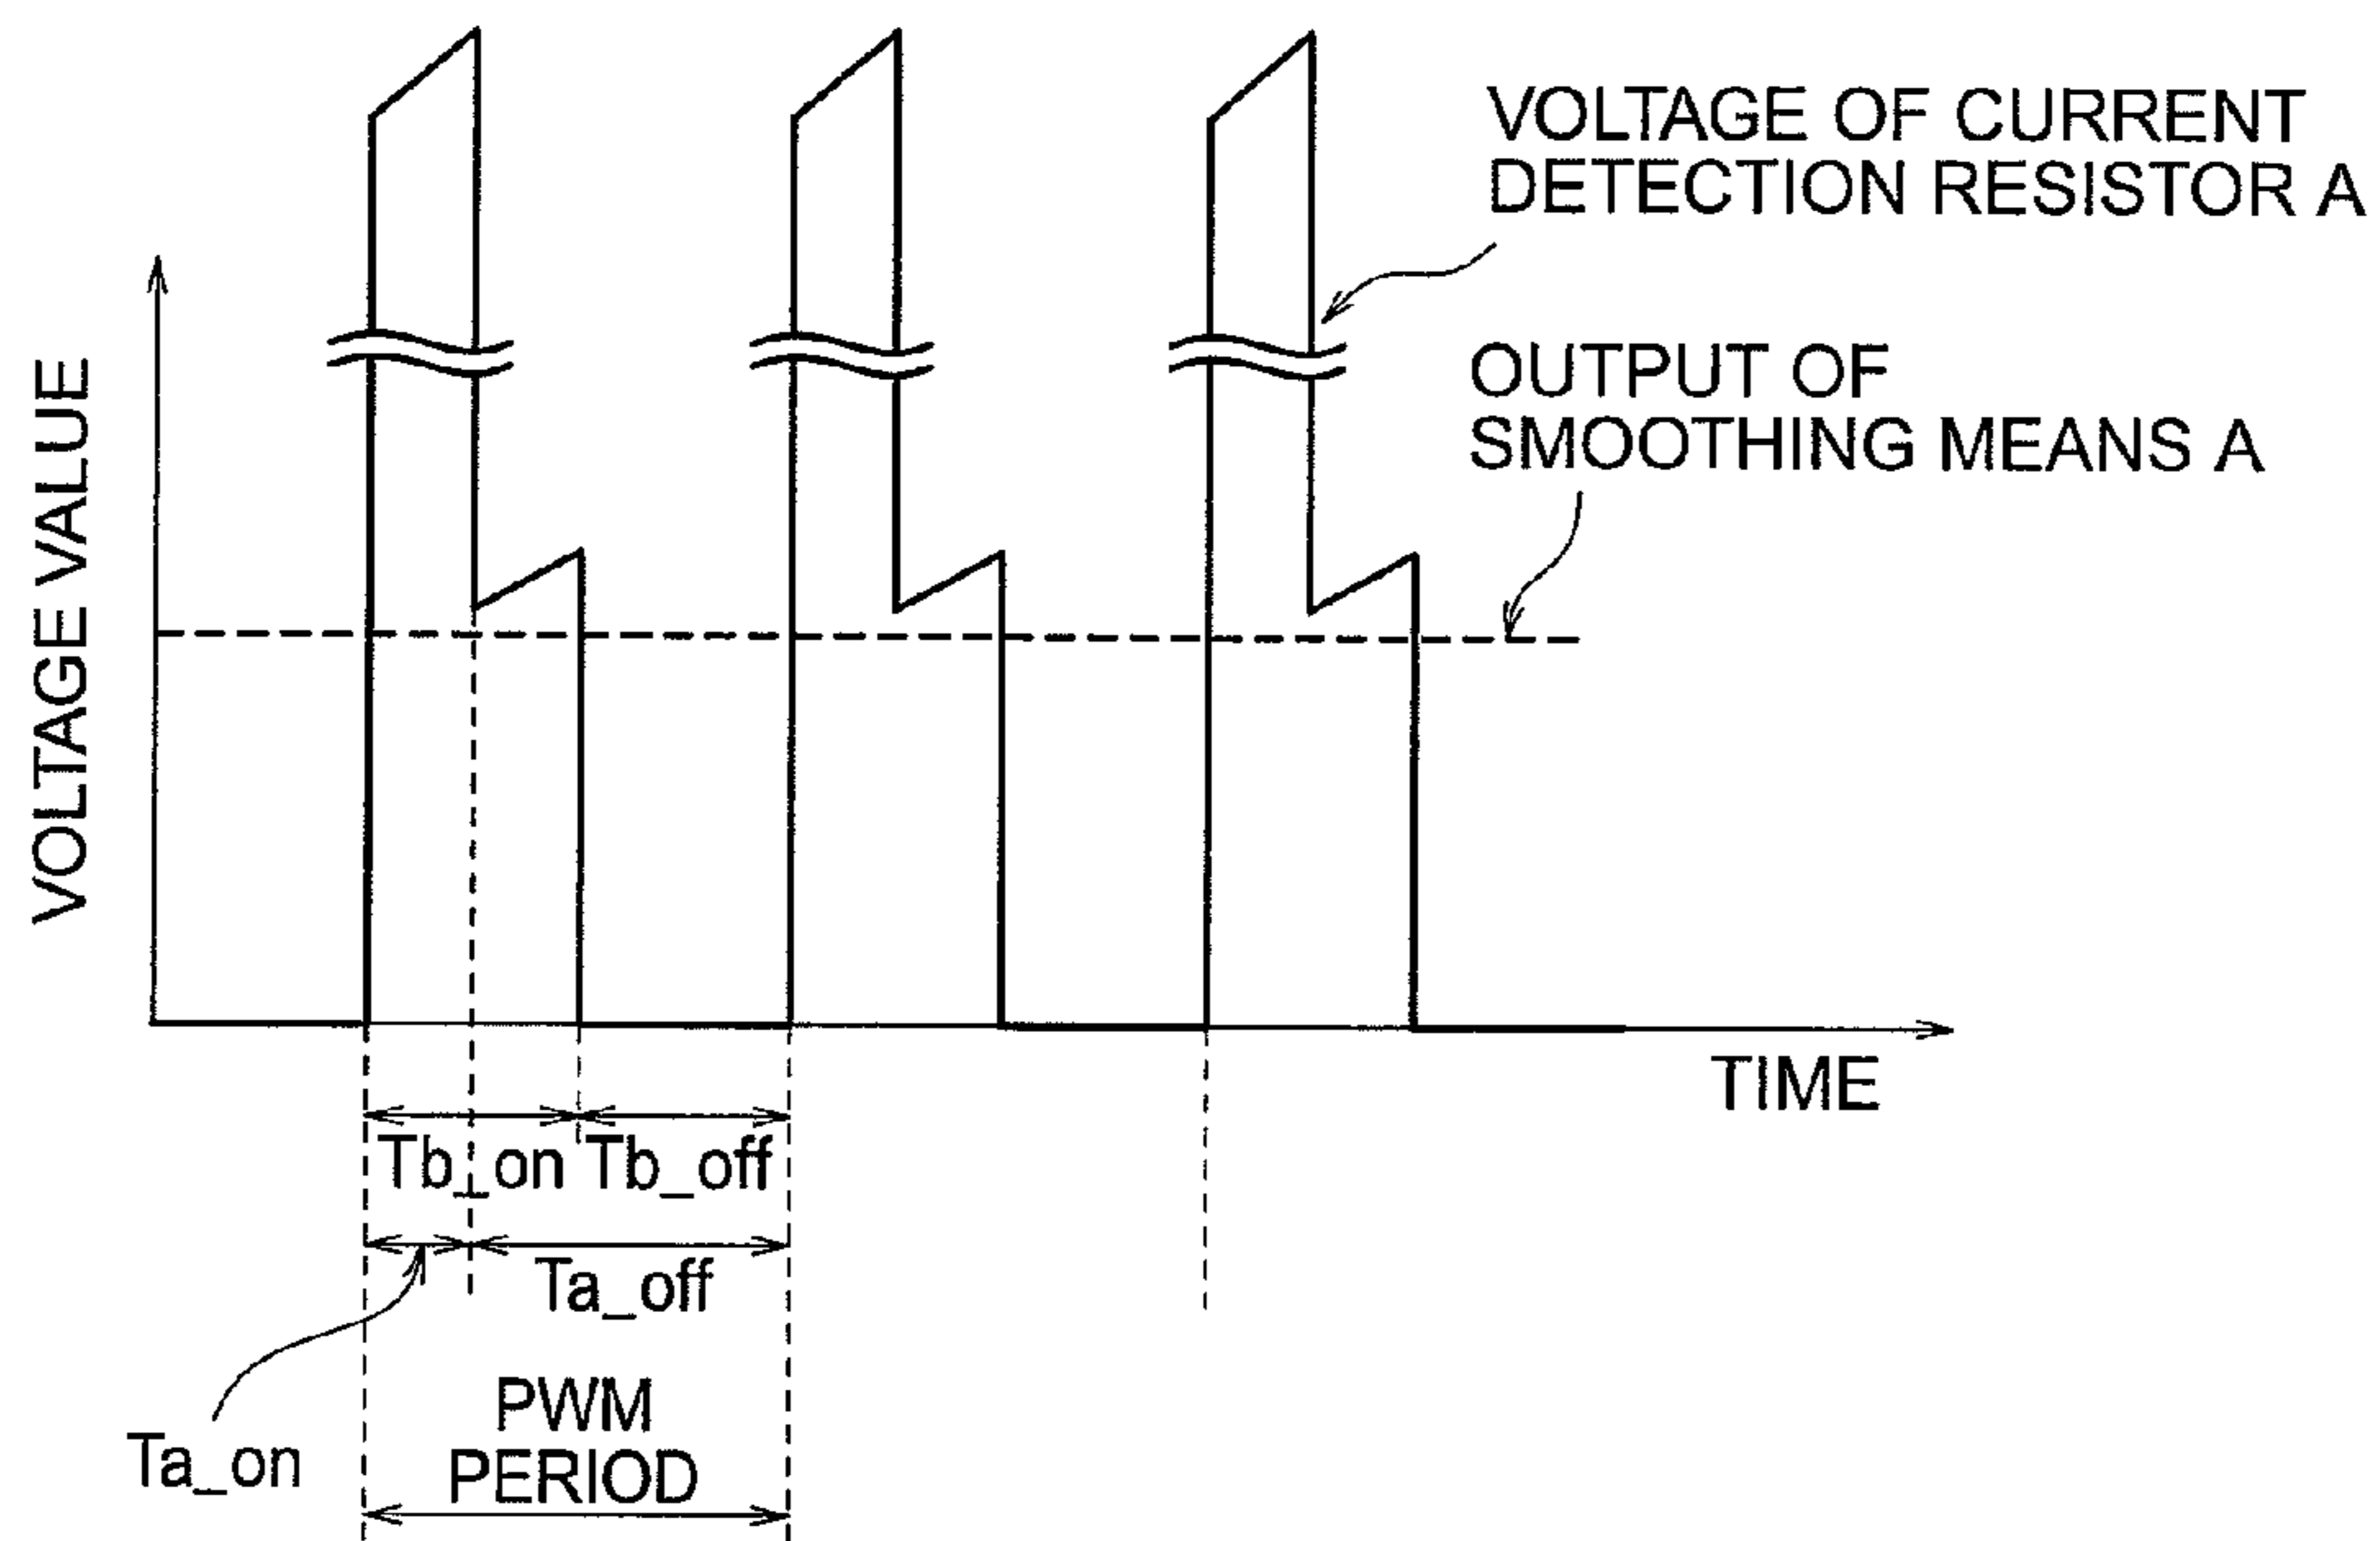 VOLTAGE OF CURRENT
DETECTION RESISTOR A
OUTPUT OF
SMOOTHING MEANS A
VOLTAGE VALUE
TIME
Tb_on
Tb_off
Ta_off
Ta_on
PWM
PERIOD